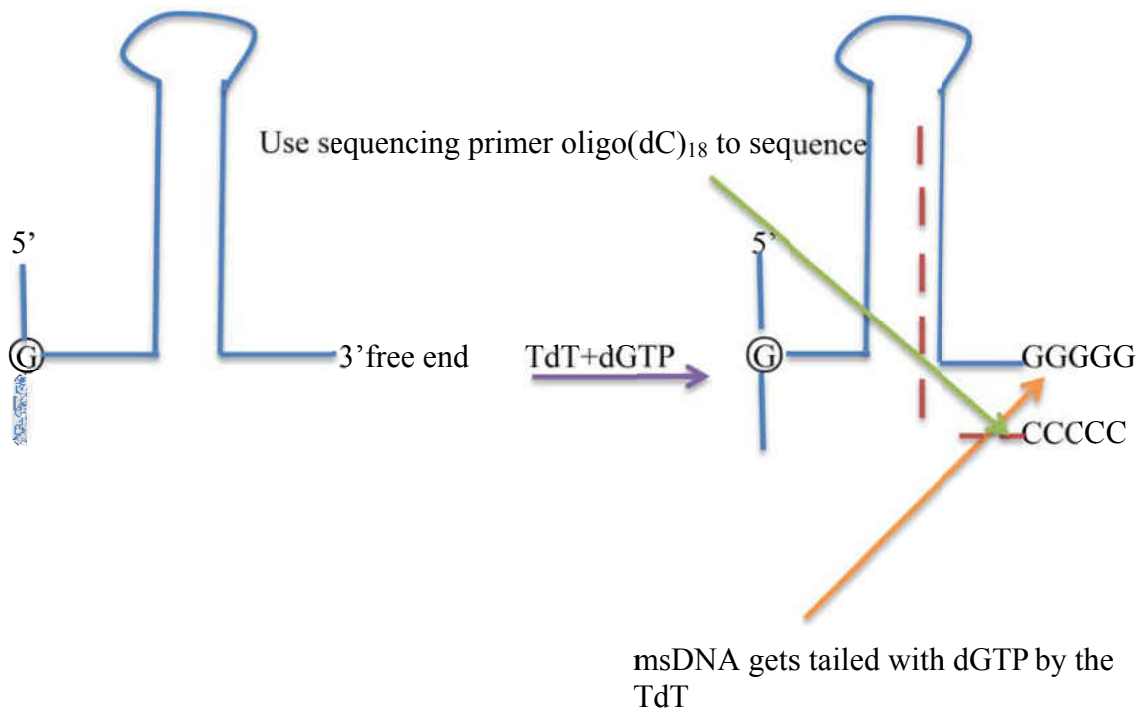 Use sequencing primer oligo(dC)₁₈ to sequence
5’
5’
G
3’free end
TdT+dGTP
G
GGGGG
CCCCC
msDNA gets tailed with dGTP by the
TdT